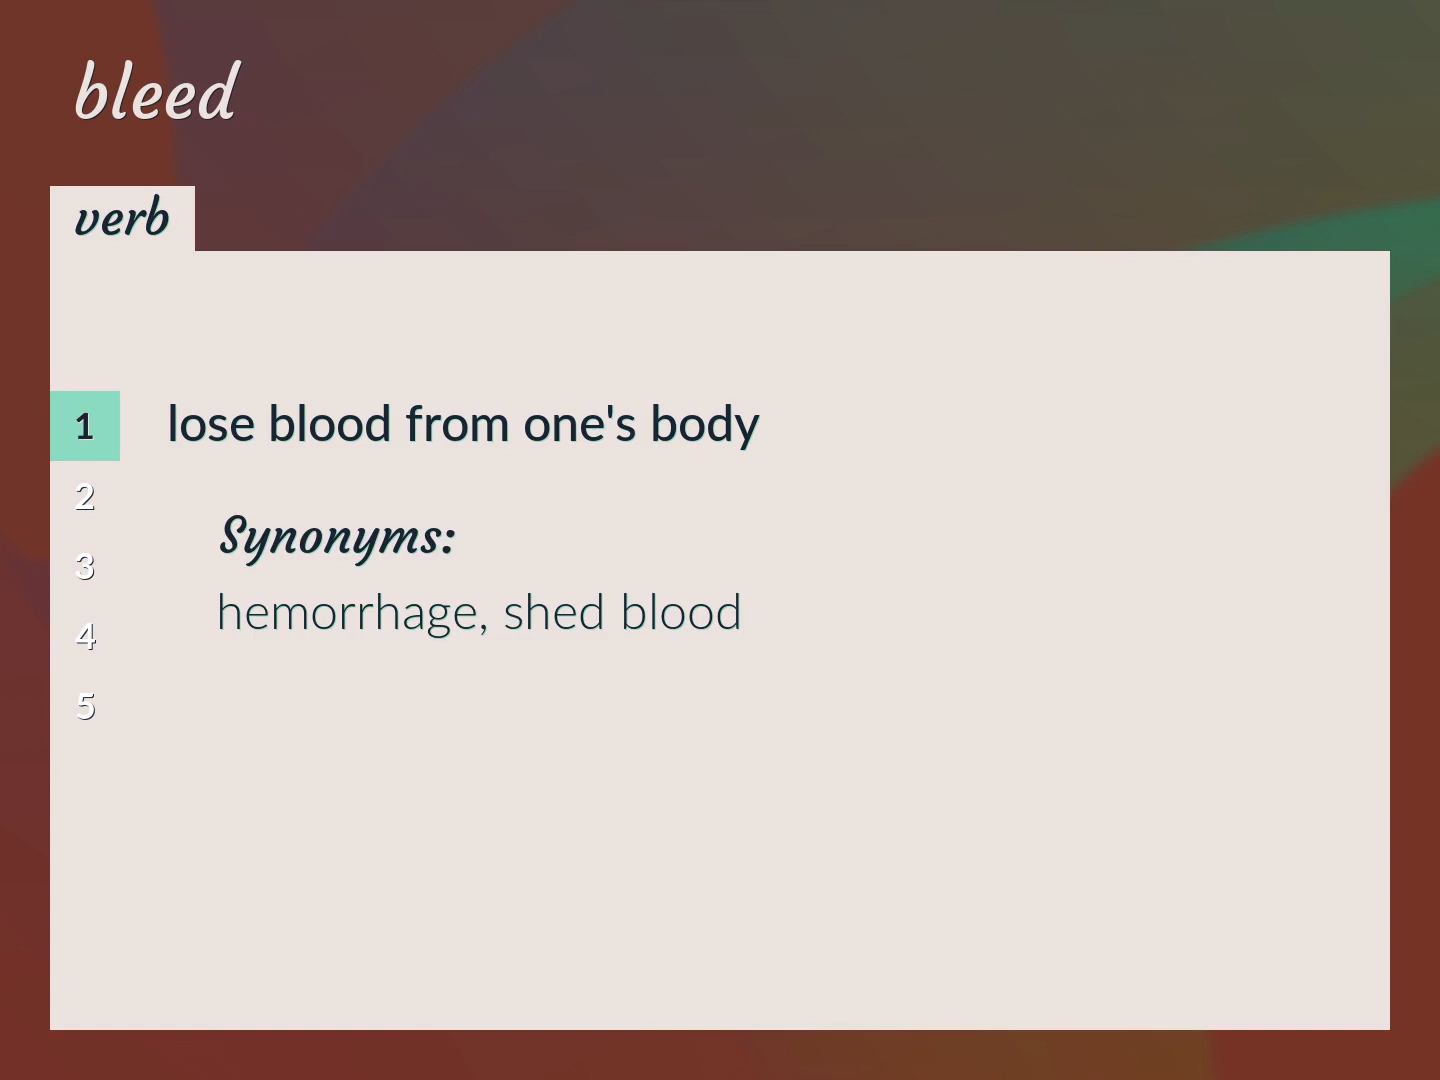 bleed
verb
1 lose blood from one's body
2
Synonyms:
3
hemorrhage, shed blood
4
5